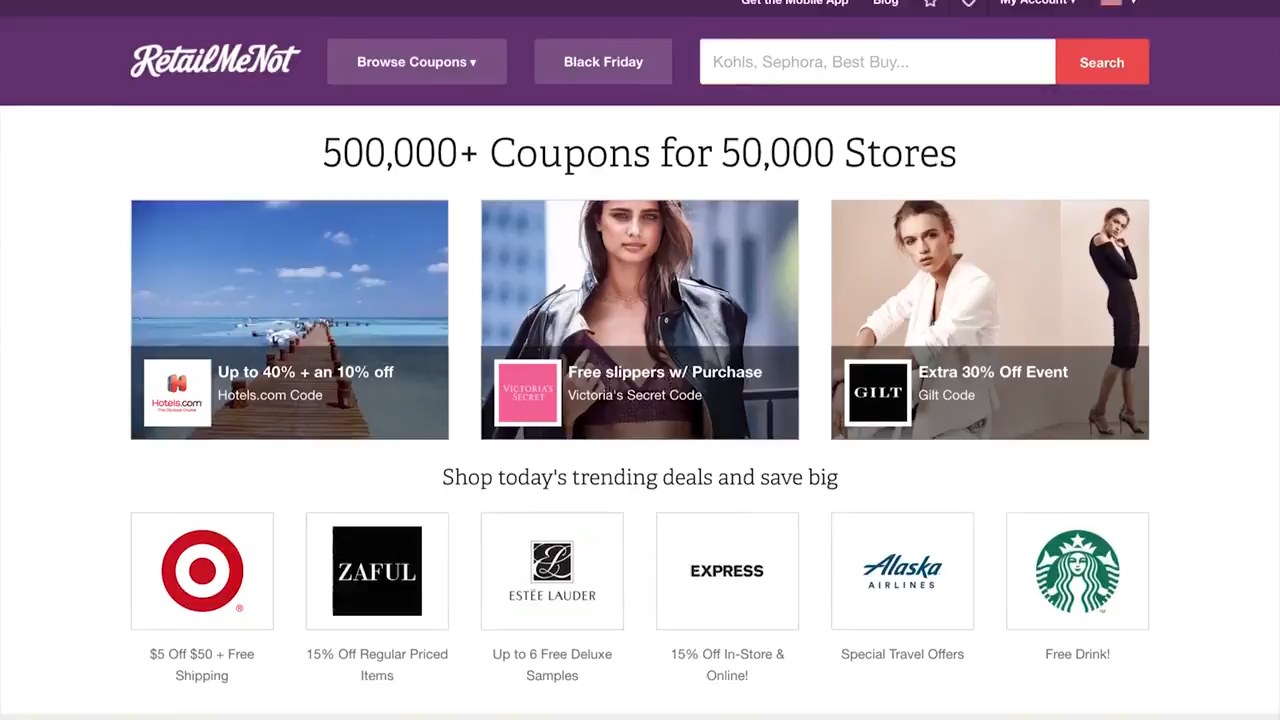 Get the Mobile App Blog My Account ▾
RetailMeNot
Browse Coupons ▾
Black Friday
Kohls, Sephora, Best Buy...
Search
500,000+ Coupons for 50,000 Stores
Hotels.com
Up to 40% + an 10% off
Hotels.com Code
VICTORIA'S
SECRET
Free slippers w/ Purchase
Victoria's Secret Code
GILT
Extra 30% Off Event
Gilt Code
Shop today's trending deals and save big
ZAFUL
ESTĒE LAUDER
EXPRESS
Alaska
AIRLINES
$5 Off $50 + Free
Shipping
15% Off Regular Priced
Items
Up to 6 Free Deluxe
Samples
15% Off In-Store &
Online!
Special Travel Offers
Free Drink!